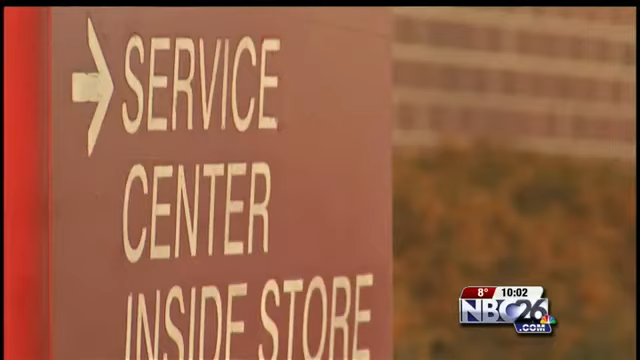 SERVICE
CENTER
INSIDE STORE
8° 10:02
NBC26
.COM